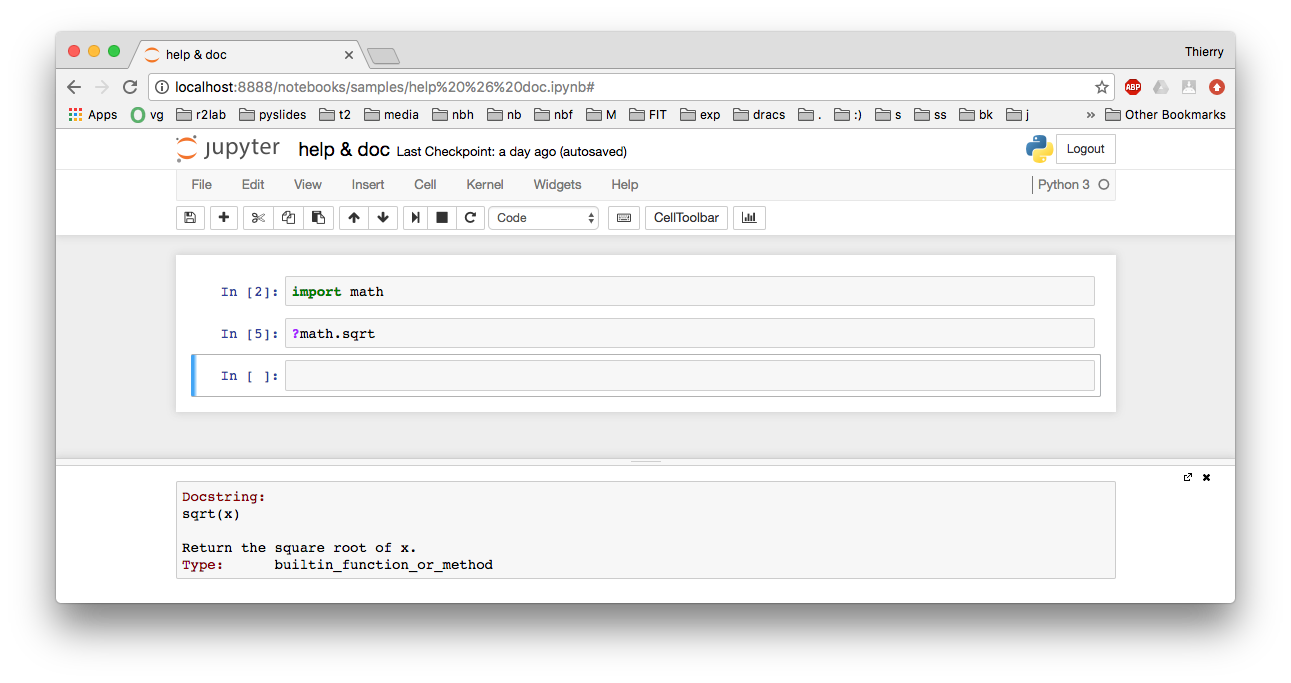 help & doc
Thierry
localhost:8888/notebooks/samples/help%20%26%20doc.ipynb#
ABP
Apps vg r2lab pyslides t2 media nbh nb nbf M FIT exp dracs . :) s ss bk j » Other Bookmarks
jupyter help & doc Last Checkpoint: a day ago (autosaved) Logout
File Edit View Insert Cell Kernel Widgets Help Python 3
Code CellToolbar
In [2]: import math
In [5]: ?math.sqrt
In [ ]:
Docstring:
sqrt(x)
Return the square root of x.
Type: builtin_function_or_method